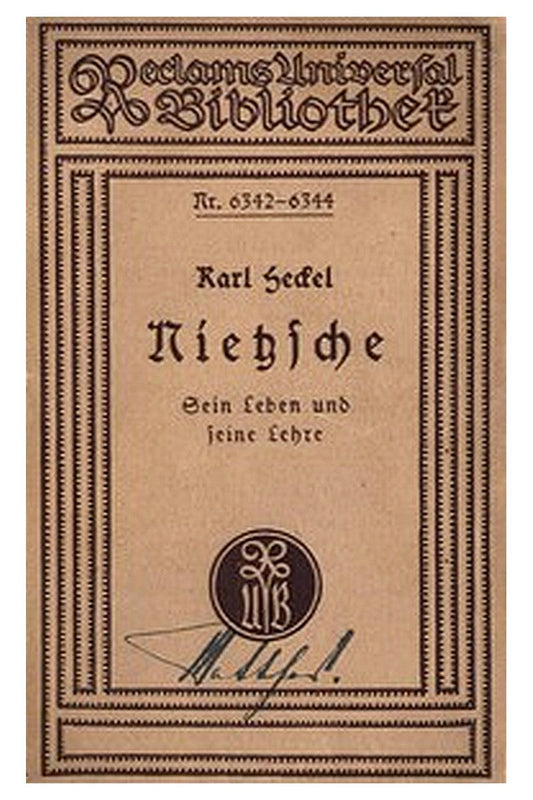 Reclams Universal
Bibliothek
Nr. 6342–6344
Karl Heckel
Nietzsche
Sein Leben und
seine Lehre
R
UB